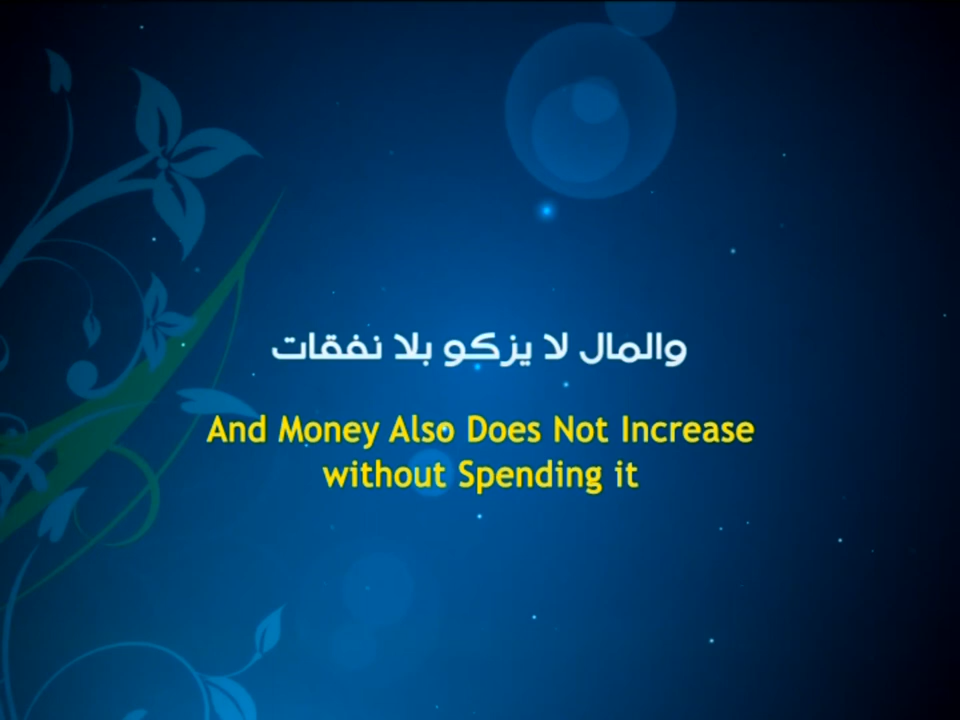 والمال لا يزكو بلا نفقات
And Money Also Does Not Increase
without Spending it